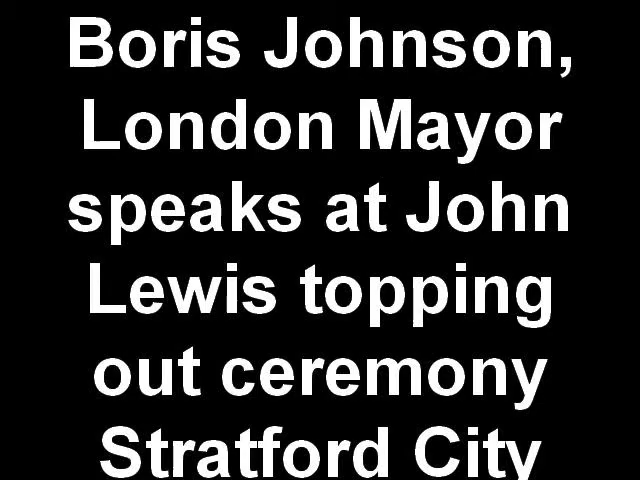 Boris Johnson,
London Mayor
speaks at John
Lewis topping
out ceremony
Stratford City